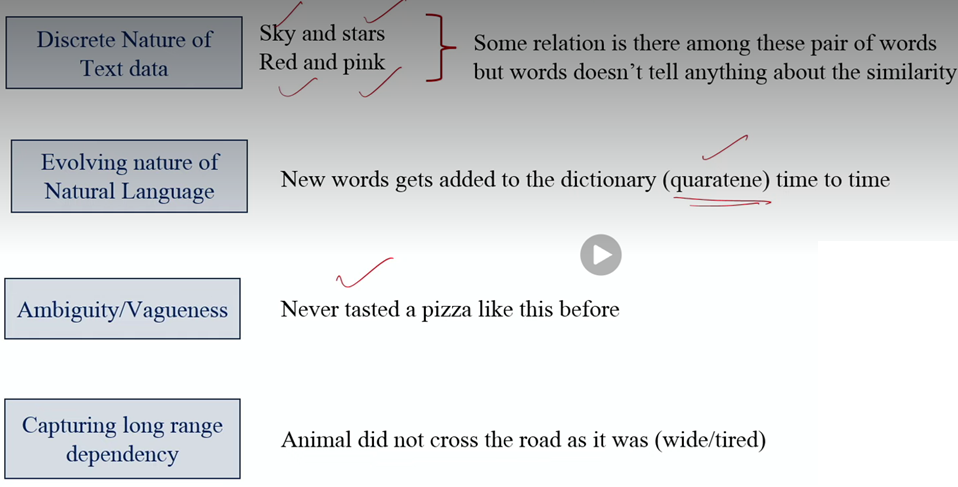 Discrete Nature of
Text data
Sky and stars
Red and pink
Some relation is there among these pair of words
but words doesn't tell anything about the similarity
Evolving nature of
Natural Language
New words gets added to the dictionary (quaratene) time to time
Ambiguity/Vagueness
Never tasted a pizza like this before
Capturing long range
dependency
Animal did not cross the road as it was (wide/tired)